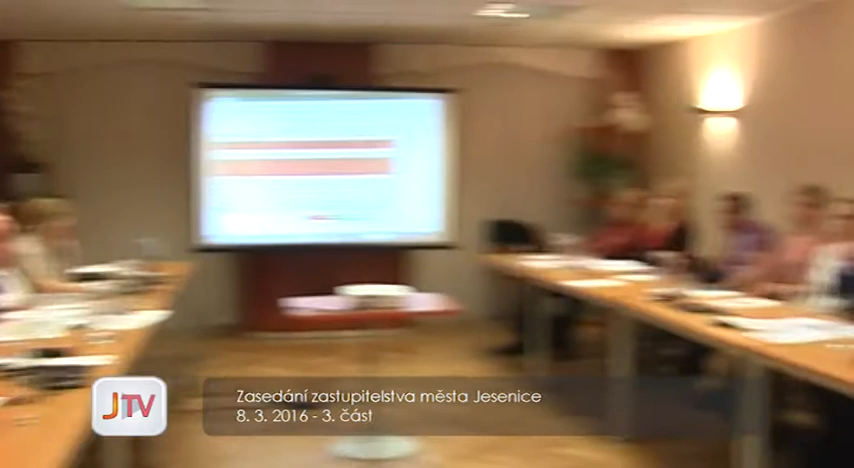 Zasedání zastupitelstva města Jesenice
8. 3. 2016 - 3. část
JTV